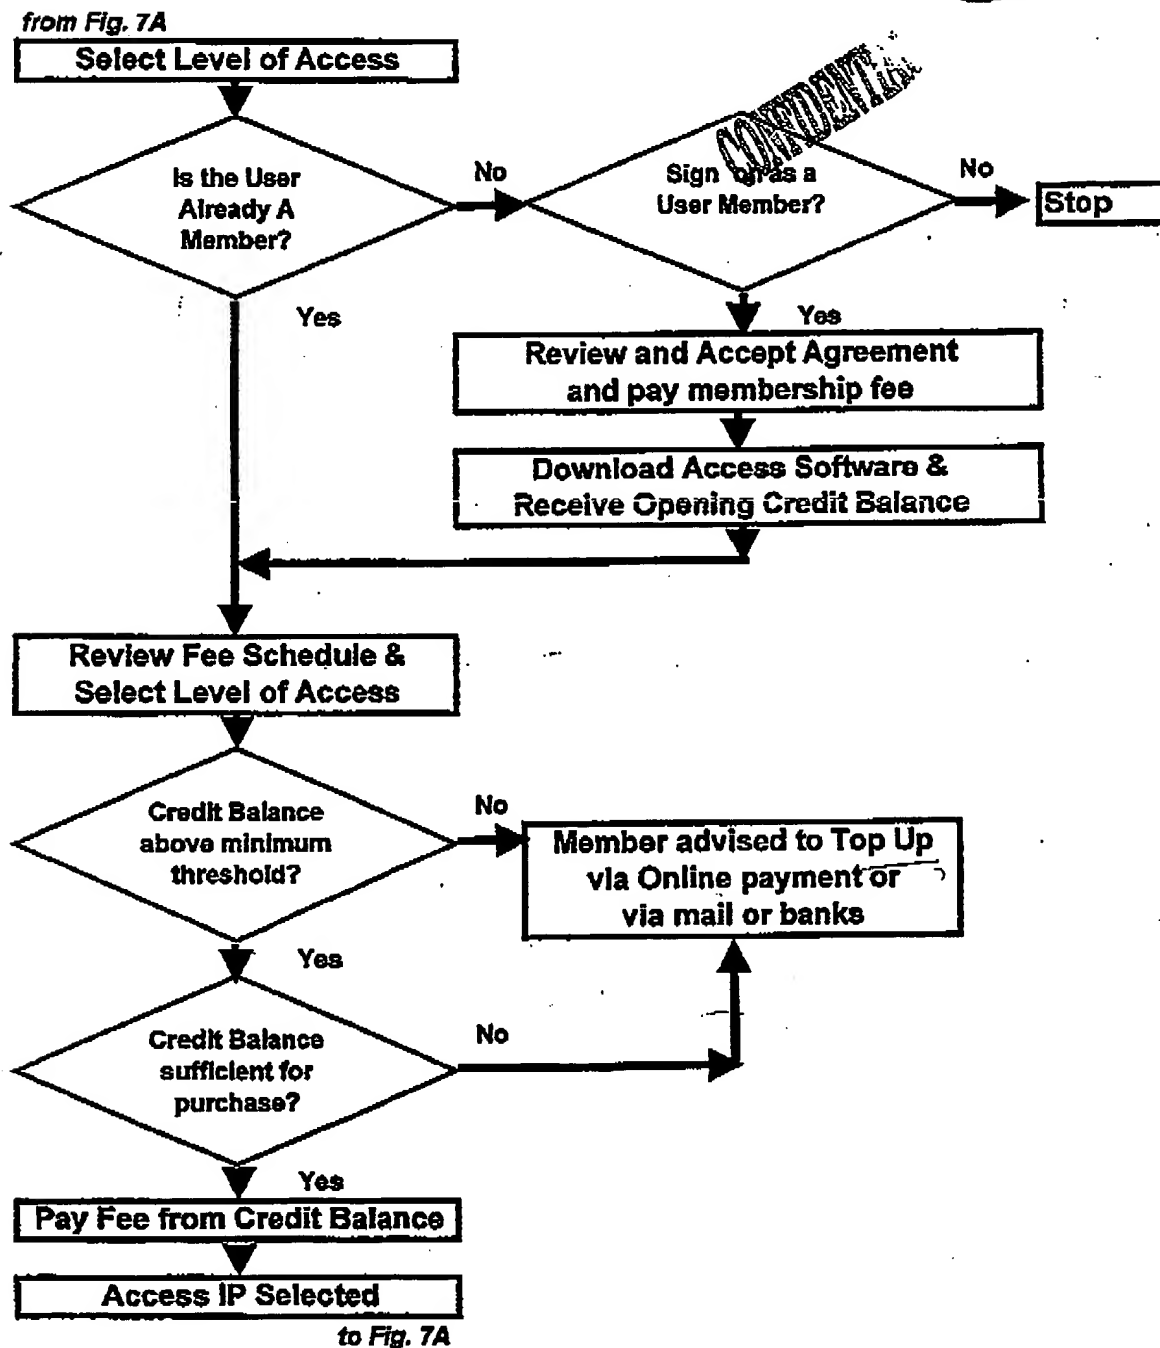 from Fig. 7A
Select Level of Access
Is the User
Already A
Member?
No
CONFIDENTIAL
Sign on as a
User Member?
No
Stop
Yes
Yes
Review and Accept Agreement
and pay membership fee
Download Access Software &
Receive Opening Credit Balance
Review Fee Schedule &
Select Level of Access
Credit Balance
above minimum
threshold?
No
Member advised to Top Up
via Online payment or
via mail or banks
Yes
Credit Balance
sufficient for
purchase?
No
Yes
Pay Fee from Credit Balance
Access IP Selected
to Fig. 7A